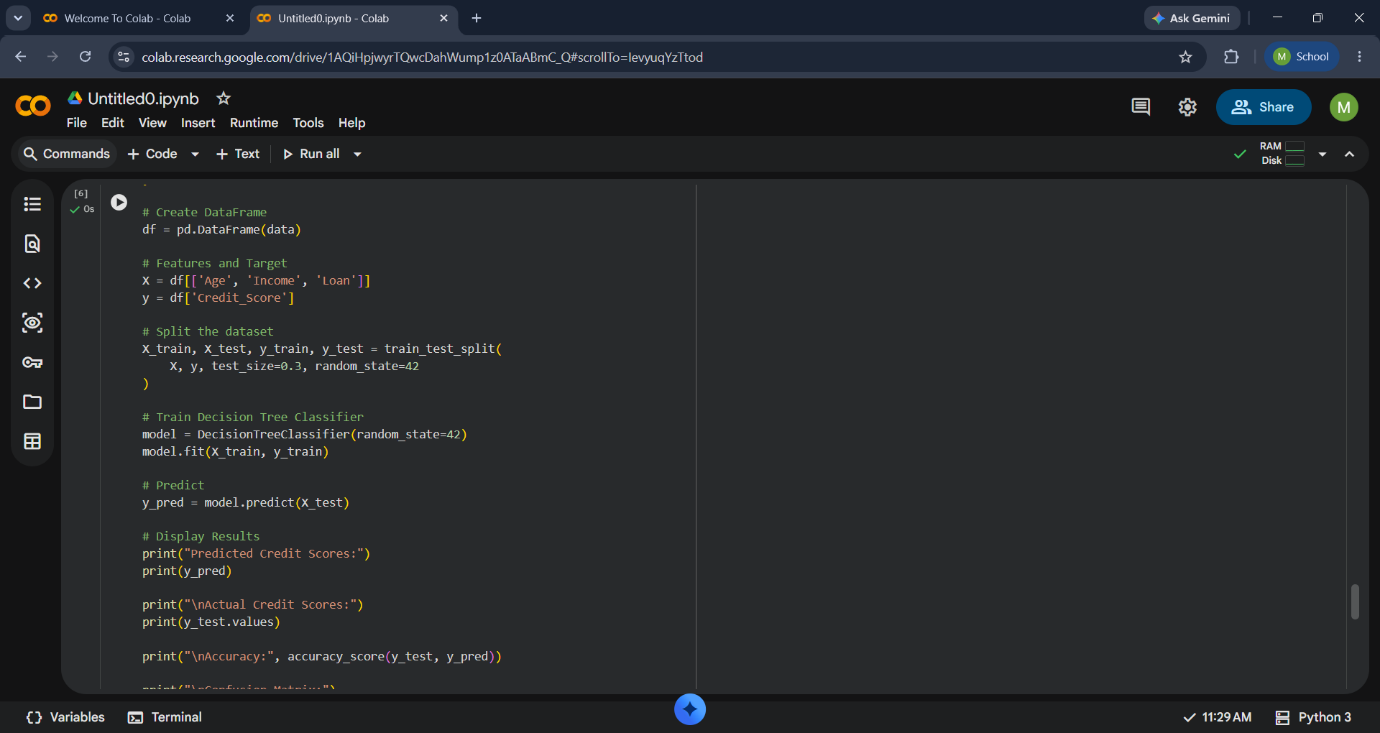 Welcome To Colab - Colab
Untitled0.ipynb - Colab
Ask Gemini
colab.research.google.com/drive/1AQiHpjwyrTQwcDahWump1z0ATaABmC_Q#scrollTo=IevyuqYzTtod
M School
Untitled0.ipynb
File Edit View Insert Runtime Tools Help
Share
M
Commands + Code + Text Run all
RAM
Disk
[6]
0s
# Create DataFrame
df = pd.DataFrame(data)
# Features and Target
X = df[['Age', 'Income', 'Loan']]
y = df['Credit_Score']
# Split the dataset
X_train, X_test, y_train, y_test = train_test_split(
X, y, test_size=0.3, random_state=42
)
# Train Decision Tree Classifier
model = DecisionTreeClassifier(random_state=42)
model.fit(X_train, y_train)
# Predict
y_pred = model.predict(X_test)
# Display Results
print("Predicted Credit Scores:")
print(y_pred)
print("\nActual Credit Scores:")
print(y_test.values)
print("\nAccuracy:", accuracy_score(y_test, y_pred))
print("\nConfusion Matrix:")
{} Variables
Terminal
11:29 AM
Python 3